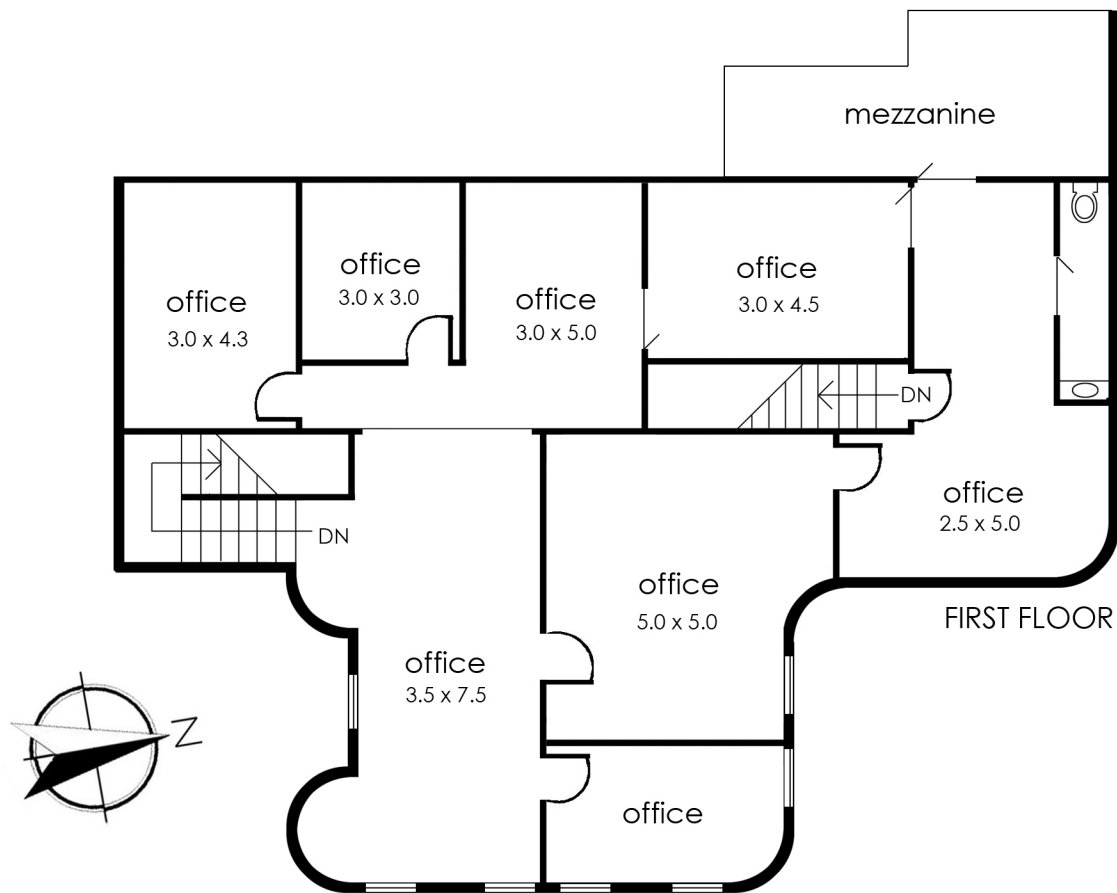 mezzanine
office
3.0 x 4.3
office
3.0 x 3.0
office
3.0 x 5.0
office
3.0 x 4.5
DN
office
2.5 x 5.0
DN
office
5.0 x 5.0
FIRST FLOOR
office
3.5 x 7.5
Z
office